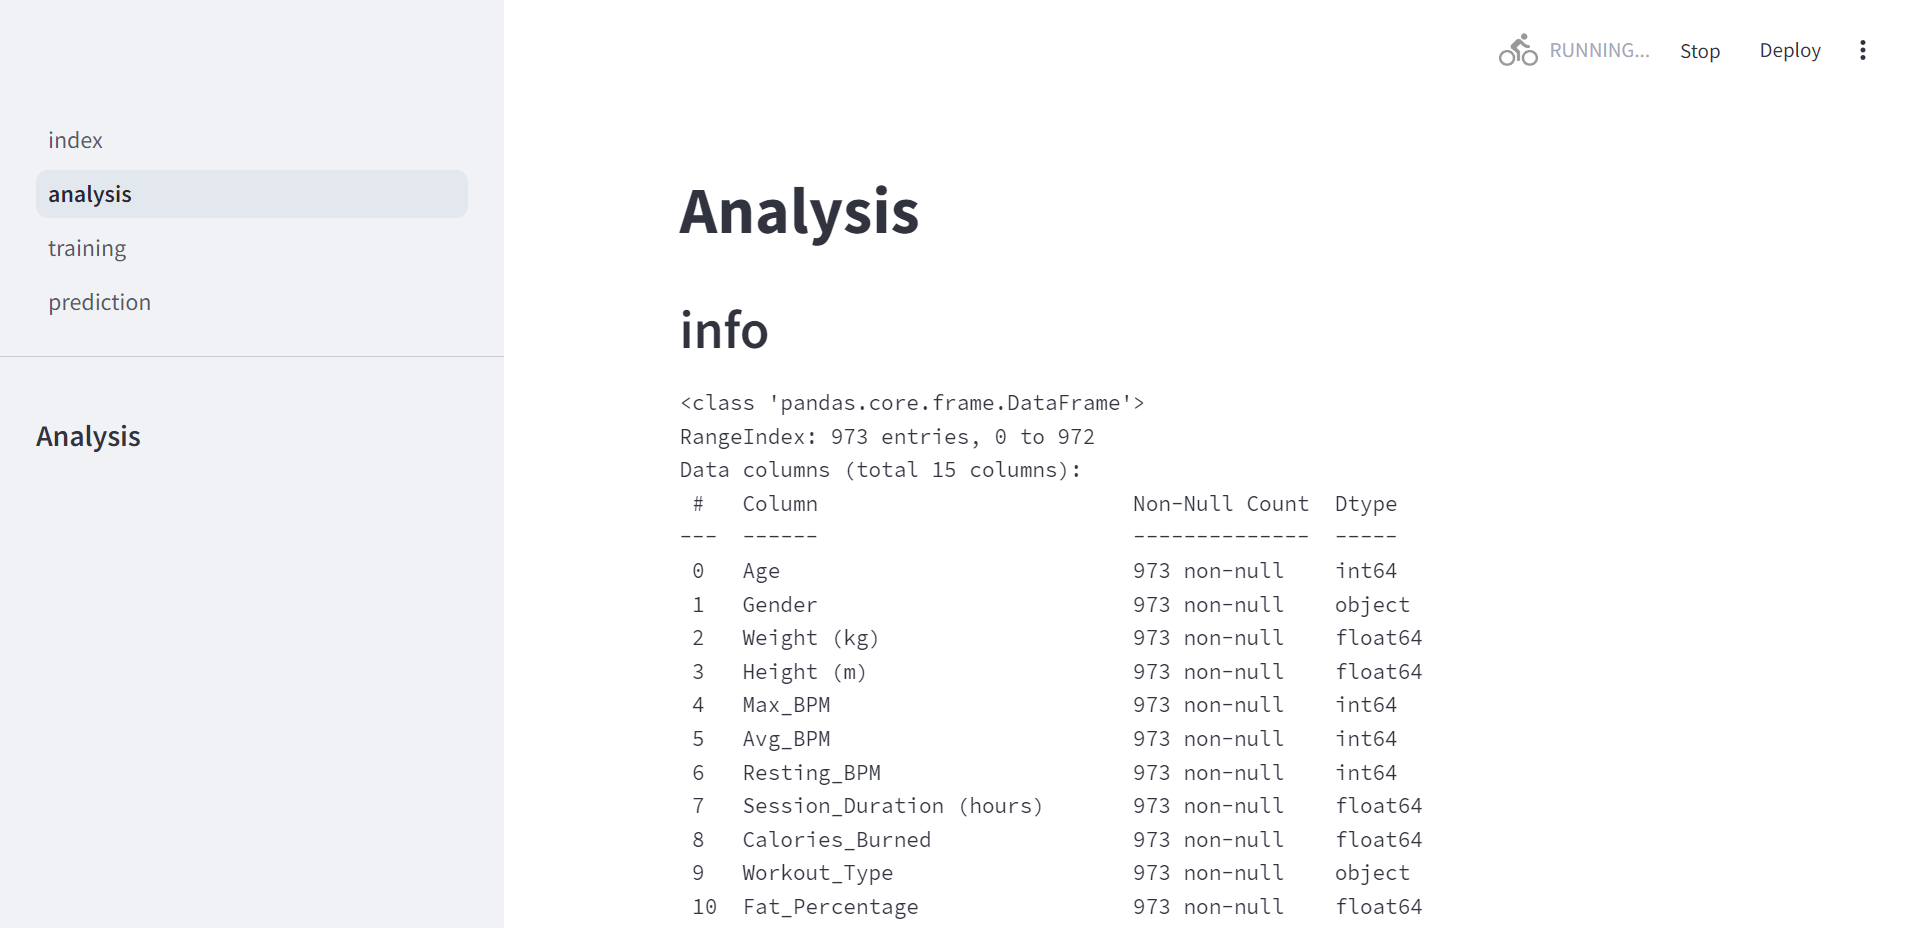 RUNNING...
Stop
Deploy
index
analysis
training
prediction
Analysis
Analysis
info
<class 'pandas.core.frame.DataFrame'>
RangeIndex: 973 entries, 0 to 972
Data columns (total 15 columns):
 #   Column                         Non-Null Count  Dtype
---  ------                         --------------  -----
 0   Age                            973 non-null    int64
 1   Gender                         973 non-null    object
 2   Weight (kg)                    973 non-null    float64
 3   Height (m)                     973 non-null    float64
 4   Max_BPM                        973 non-null    int64
 5   Avg_BPM                        973 non-null    int64
 6   Resting_BPM                    973 non-null    int64
 7   Session_Duration (hours)       973 non-null    float64
 8   Calories_Burned                973 non-null    float64
 9   Workout_Type                   973 non-null    object
 10  Fat_Percentage                 973 non-null    float64